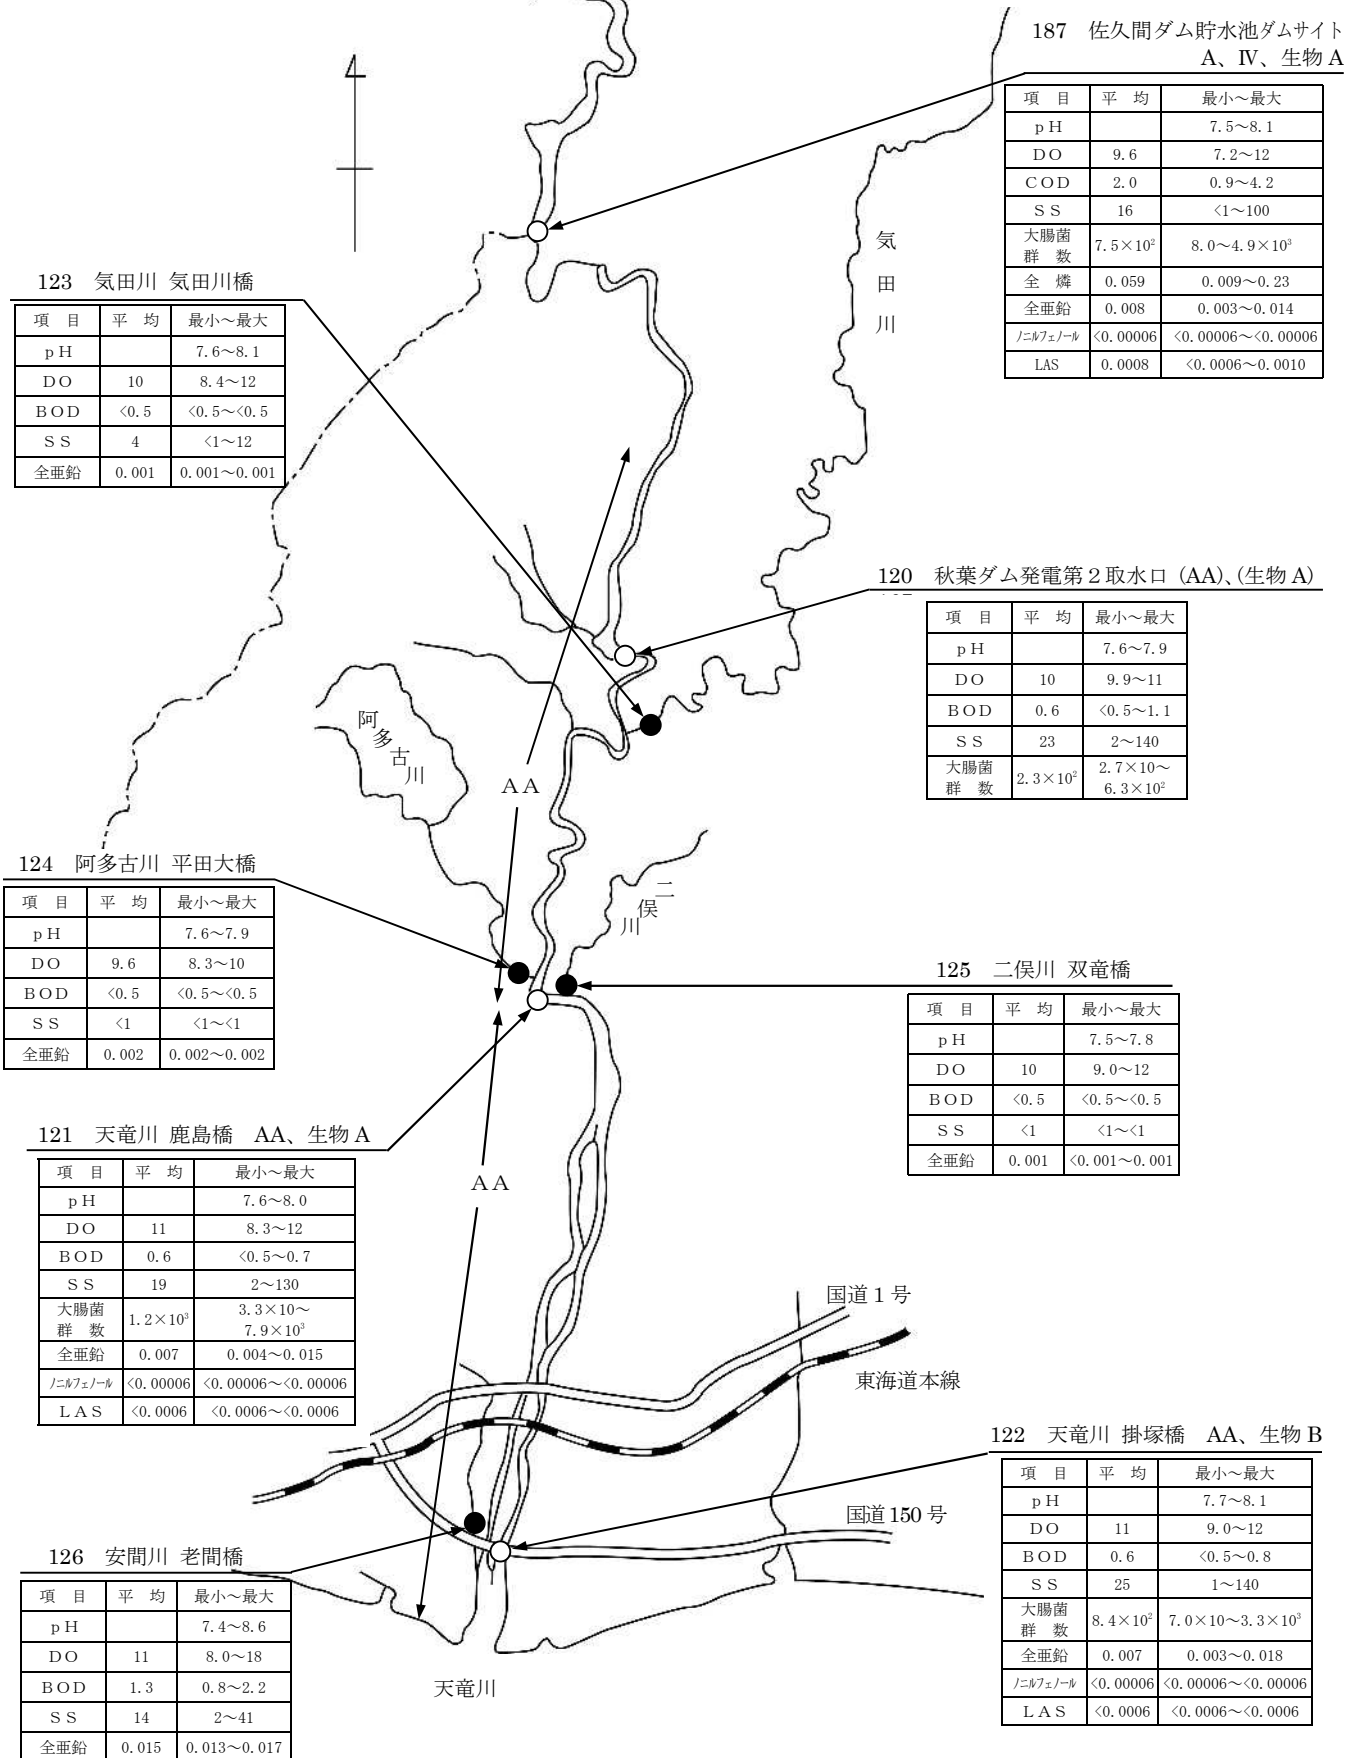 187 佐久間ダム貯水池ダムサイト
A、Ⅳ、生物 A
項 目 平 均 最小～最大
pH 7.5～8.1
DO 9.6 7.2～12
COD 2.0 0.9～4.2
SS 16 <1～100
大腸菌
群 数 7.5×10² 8.0～4.9×10³
全 燐 0.059 0.009～0.23
全亜鉛 0.008 0.003～0.014
ノニルフェノール <0.00006 <0.00006～<0.00006
LAS 0.0008 <0.0006～0.0010
気田川
123 気田川 気田川橋
項 目 平 均 最小～最大
pH 7.6～8.1
DO 10 8.4～12
BOD <0.5 <0.5～<0.5
SS 4 <1～12
全亜鉛 0.001 0.001～0.001
120 秋葉ダム発電第２取水口 (AA)、(生物 A)
項 目 平 均 最小～最大
pH 7.6～7.9
DO 10 9.9～11
BOD 0.6 <0.5～1.1
SS 23 2～140
大腸菌
群 数 2.3×10² 2.7×10～
6.3×10²
阿多古川
AA
124 阿多古川 平田大橋
項 目 平 均 最小～最大
pH 7.6～7.9
DO 9.6 8.3～10
BOD <0.5 <0.5～<0.5
SS <1 <1～<1
全亜鉛 0.002 0.002～0.002
二俣川
125 二俣川 双竜橋
項 目 平 均 最小～最大
pH 7.5～7.8
DO 10 9.0～12
BOD <0.5 <0.5～<0.5
SS <1 <1～<1
全亜鉛 0.001 <0.001～0.001
121 天竜川 鹿島橋 AA、生物 A
項 目 平 均 最小～最大
pH 7.6～8.0
DO 11 8.3～12
BOD 0.6 <0.5～0.7
SS 19 2～130
大腸菌
群 数 1.2×10³ 3.3×10～
7.9×10³
全亜鉛 0.007 0.004～0.015
ノニルフェノール <0.00006 <0.00006～<0.00006
LAS <0.0006 <0.0006～<0.0006
AA
国道１号
東海道本線
122 天竜川 掛塚橋 AA、生物 B
項 目 平 均 最小～最大
pH 7.7～8.1
DO 11 9.0～12
BOD 0.6 <0.5～0.8
SS 25 1～140
大腸菌
群 数 8.4×10² 7.0×10～3.3×10³
全亜鉛 0.007 0.003～0.018
ノニルフェノール <0.00006 <0.00006～<0.00006
LAS <0.0006 <0.0006～<0.0006
国道150 号
126 安間川 老間橋
項 目 平 均 最小～最大
pH 7.4～8.6
DO 11 8.0～18
BOD 1.3 0.8～2.2
SS 14 2～41
全亜鉛 0.015 0.013～0.017
天竜川